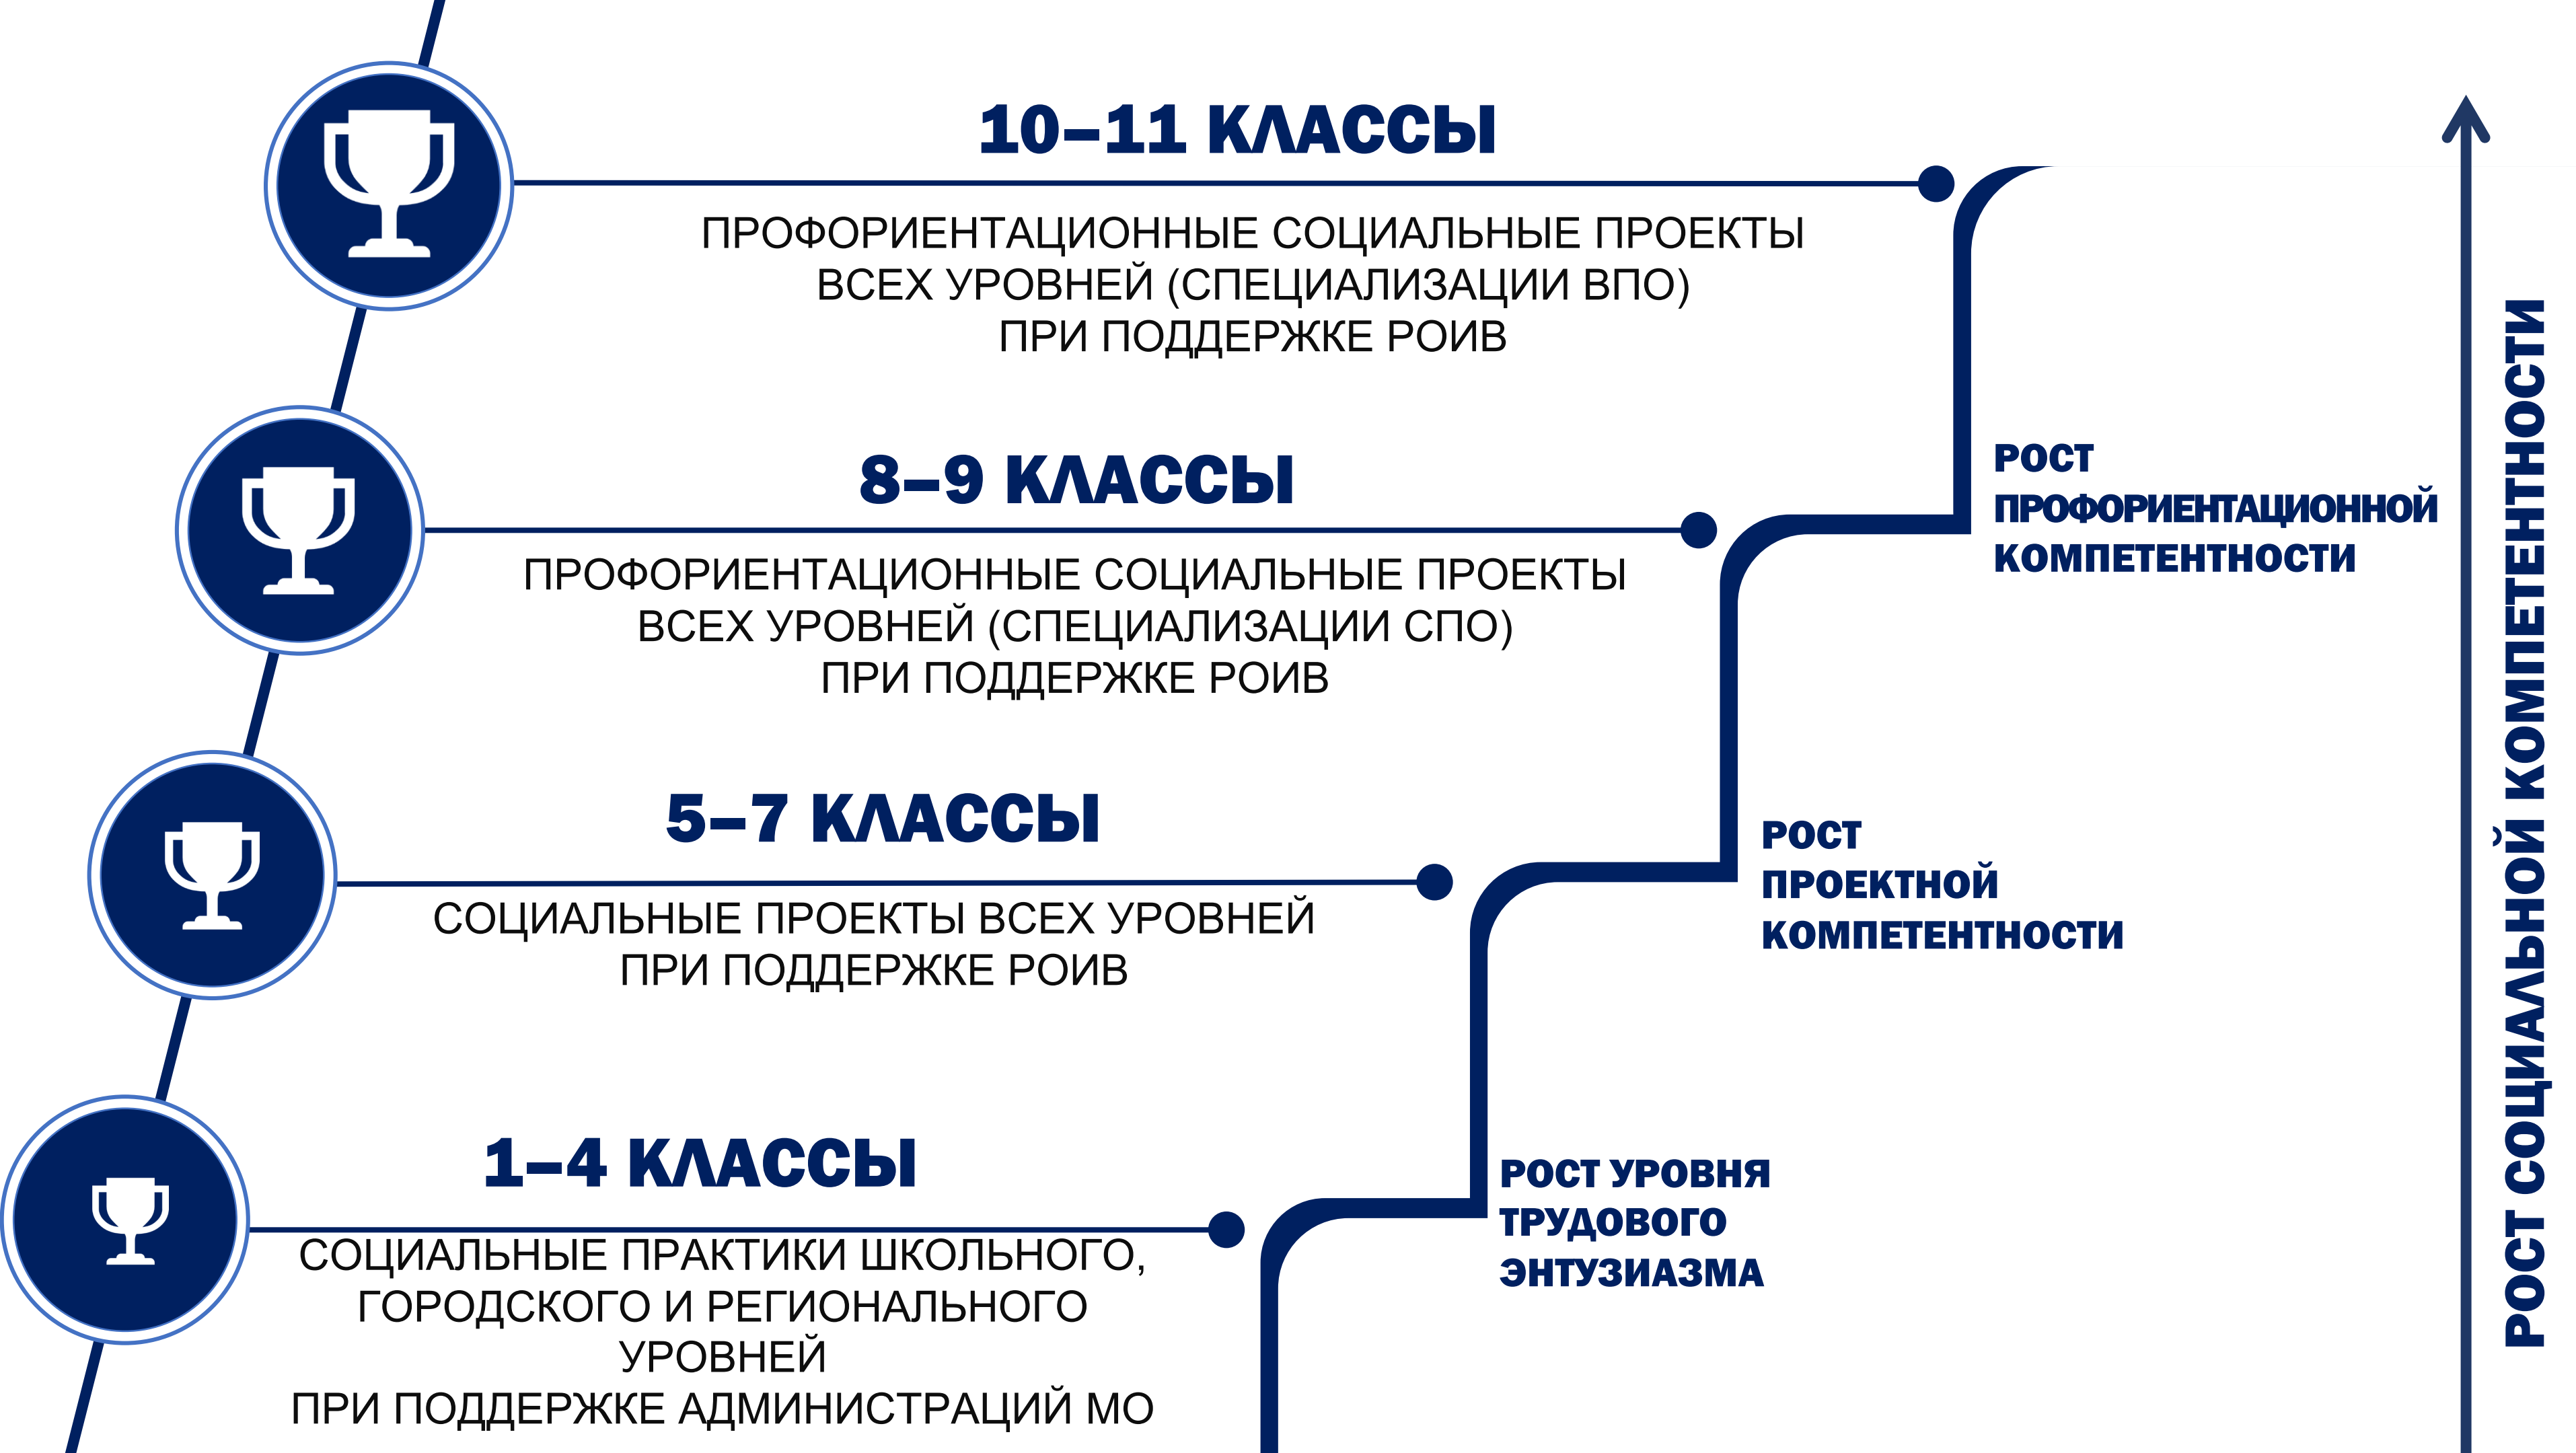 10–11 КЛАССЫ
ПРОФОРИЕНТАЦИОННЫЕ СОЦИАЛЬНЫЕ ПРОЕКТЫ
ВСЕХ УРОВНЕЙ (СПЕЦИАЛИЗАЦИИ ВПО)
ПРИ ПОДДЕРЖКЕ РОИВ
8–9 КЛАССЫ
ПРОФОРИЕНТАЦИОННЫЕ СОЦИАЛЬНЫЕ ПРОЕКТЫ
ВСЕХ УРОВНЕЙ (СПЕЦИАЛИЗАЦИИ СПО)
ПРИ ПОДДЕРЖКЕ РОИВ
РОСТ
ПРОФОРИЕНТАЦИОННОЙ
КОМПЕТЕНТНОСТИ
5–7 КЛАССЫ
СОЦИАЛЬНЫЕ ПРОЕКТЫ ВСЕХ УРОВНЕЙ
ПРИ ПОДДЕРЖКЕ РОИВ
РОСТ
ПРОЕКТНОЙ
КОМПЕТЕНТНОСТИ
1–4 КЛАССЫ
СОЦИАЛЬНЫЕ ПРАКТИКИ ШКОЛЬНОГО,
ГОРОДСКОГО И РЕГИОНАЛЬНОГО
УРОВНЕЙ
ПРИ ПОДДЕРЖКЕ АДМИНИСТРАЦИЙ МО
РОСТ УРОВНЯ
ТРУДОВОГО
ЭНТУЗИАЗМА
РОСТ СОЦИАЛЬНОЙ КОМПЕТЕНТНОСТИ